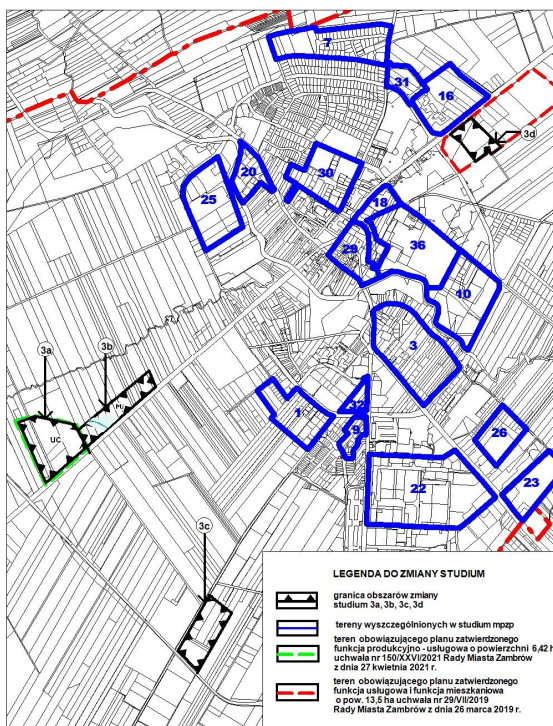 7
31
16
3d
20
30
25
18
36
29
10
3
3a
3b
PU
UC
1
32
9
26
22
23
3c
LEGENDA DO ZMIANY STUDIUM
granica obszarów zmiany
studium 3a, 3b, 3c, 3d
tereny wyszczególnionych w studium mpzp
teren obowiązującego planu zatwierdzonego
funkcja produkcyjno - usługowa o powierzchni 6,42 h
uchwała nr 150/XXVI/2021 Rady Miasta Zambrów
z dnia 27 kwietnia 2021 r.
teren obowiązującego planu zatwierdzonego
funkcja usługowa i funkcja mieszkaniowa
o pow. 13,5 ha uchwała nr 29/VII/2019
Rady Miasta Zambrów z dnia 26 marca 2019 r.